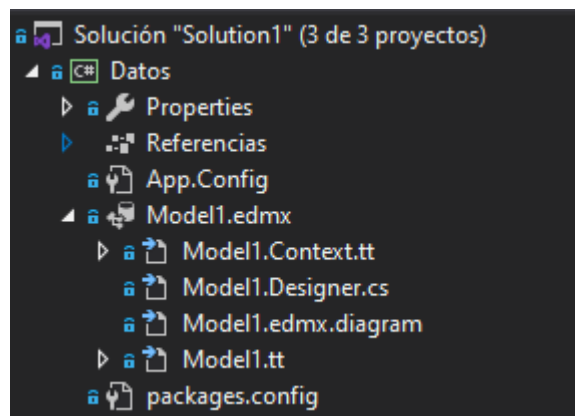 Solución "Solution1" (3 de 3 proyectos)
C# Datos
Properties
Referencias
App.Config
Model1.edmx
Model1.Context.tt
Model1.Designer.cs
Model1.edmx.diagram
Model1.tt
packages.config